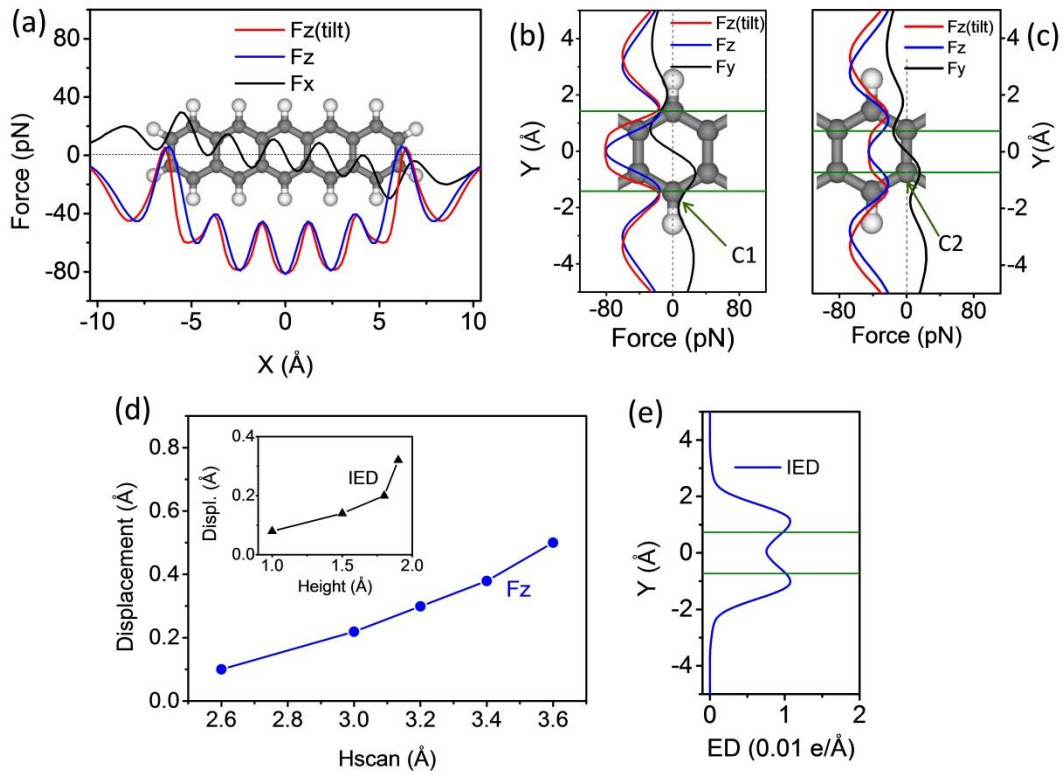 (a)
Fz(tilt)
Fz
Fx
80
40
0
-40
-80
Force (pN)
-10
-5
0
5
10
X (Å)
(b)
Fz(tilt)
Fz
Fy
4
2
0
-2
-4
Y (Å)
C1
-80
0
80
Force (pN)
(c)
Fz(tilt)
Fz
Fy
4
2
0
-2
-4
Y(Å)
C2
-80
0
80
Force (pN)
(d)
0.8
0.6
0.4
0.2
0.0
Displacement (Å)
0.4
0.2
0.0
Displ. (Å)
IED
1.0
1.5
2.0
Height (Å)
Fz
2.6
2.8
3.0
3.2
3.4
3.6
Hscan (Å)
(e)
IED
4
2
0
-2
-4
Y (Å)
0
1
2
ED (0.01 e/Å)